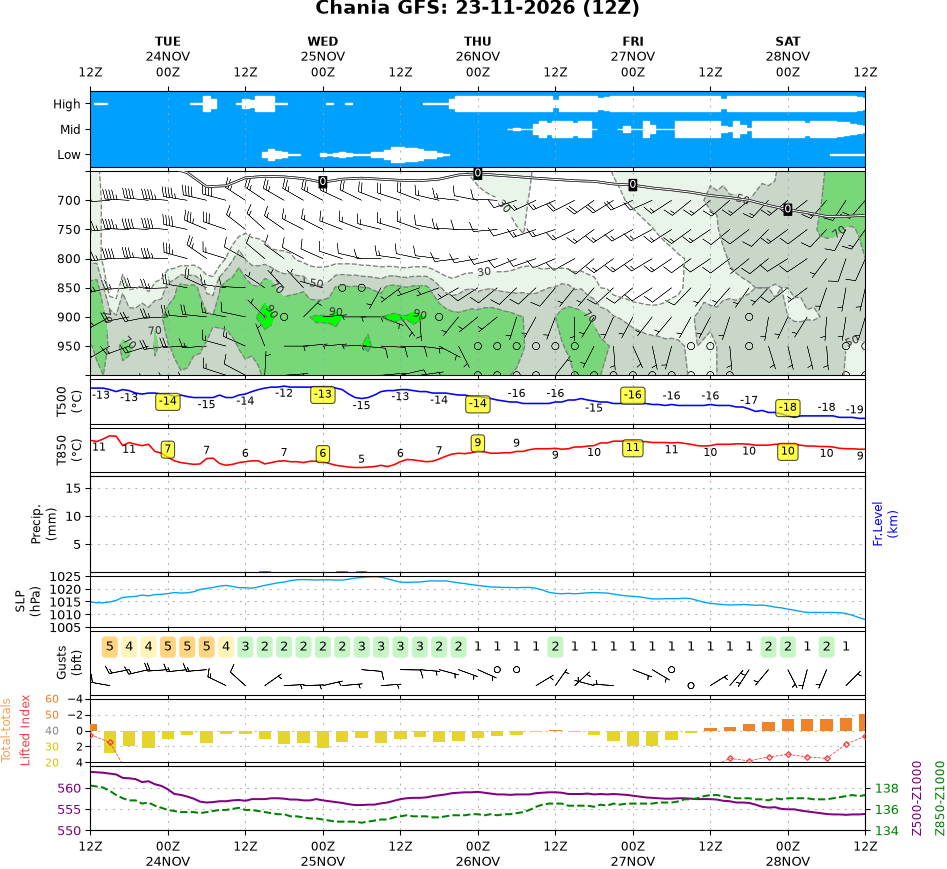 Chania GFS: 23-11-2026 (12Z)
TUE WED THU FRI SAT
24NOV 25NOV 26NOV 27NOV 28NOV
12Z 00Z 12Z 00Z 12Z 00Z 12Z 00Z 12Z 00Z 12Z
High
Mid
Low
0 0 0 0
700
750
800
850
900
950
30
50
70
90 90 90
70
T500 (°C)
-13 -13 -14 -15 -14 -12 -13 -15 -13 -14 -14 -16 -16 -15 -16 -16 -16 -17 -18 -18 -19
T850 (°C)
11 11 7 7 6 7 6 5 6 7 9 9 9 10 11 11 10 9 10 10 9
Precip. (mm)
15
10
5
Fr.Level (km)
SLP (hPa)
1025
1020
1015
1010
1005
Gusts (bft)
5 4 4 5 5 5 4 3 2 2 2 2 2 3 3 3 3 2 2 1 1 1 1 2 1 1 1 1 1 1 1 1 1 1 2 2 1 2 1
Total-totals
Lifted Index
60 −4
50 −2
40 0
30 2
20 4
560
555
550
138
136
134
Z500-Z1000
Z850-Z1000
12Z 00Z 12Z 00Z 12Z 00Z 12Z 00Z 12Z 00Z 12Z
24NOV 25NOV 26NOV 27NOV 28NOV